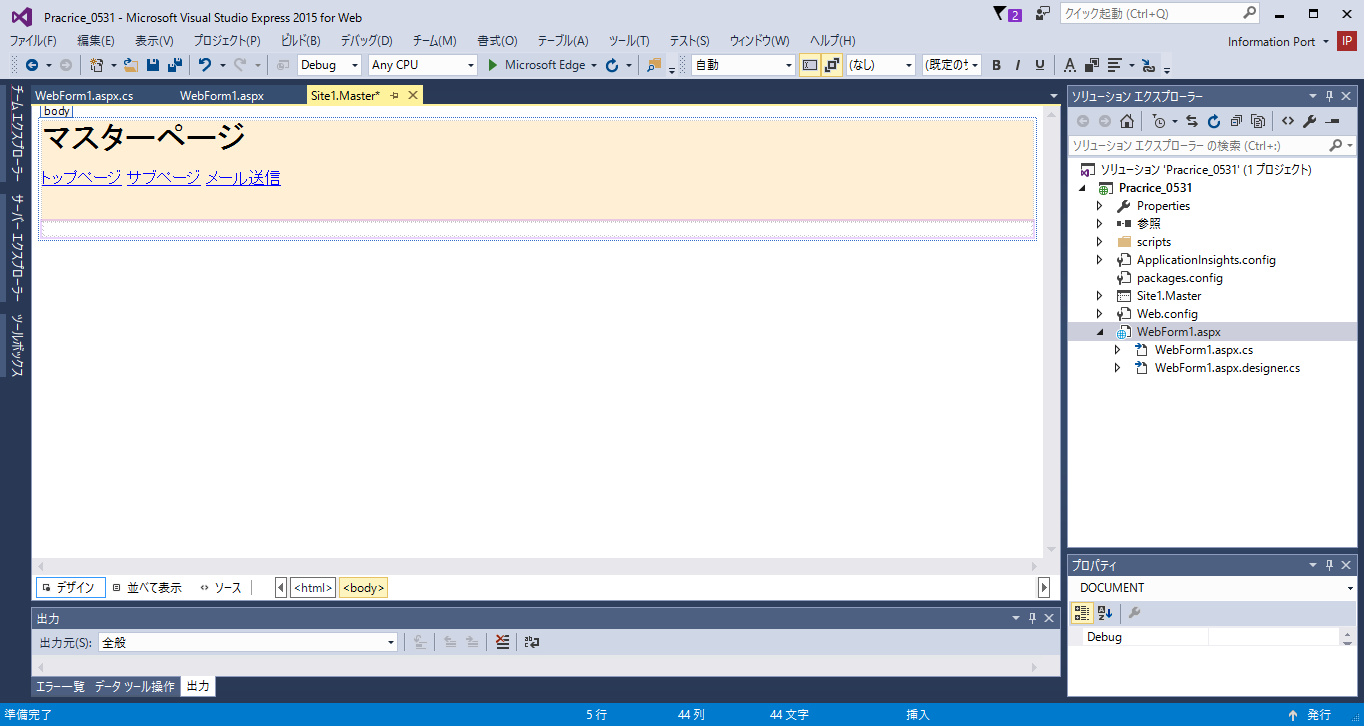 Pracrice_0531 - Microsoft Visual Studio Express 2015 for Web
2
クイック起動 (Ctrl+Q)
ファイル(F) 編集(E) 表示(V) プロジェクト(P) ビルド(B) デバッグ(D) チーム(M) 書式(O) テーブル(A) ツール(T) テスト(S) ウィンドウ(W) ヘルプ(H)
Information Port
IP
Debug Any CPU Microsoft Edge 自動 (なし) B I U A
チーム エクスプローラー
サーバー エクスプローラー
ツールボックス
WebForm1.aspx.cs WebForm1.aspx Site1.Master*
body
マスターページ
トップページ サブページ メール送信
デザイン 並べて表示 ソース <html> <body>
出力
出力元(S): 全般
エラー一覧 データ ツール操作 出力
ソリューション エクスプローラー
ソリューション エクスプローラー の検索 (Ctrl+:)
ソリューション 'Pracrice_0531' (1 プロジェクト)
Pracrice_0531
Properties
参照
scripts
ApplicationInsights.config
packages.config
Site1.Master
Web.config
WebForm1.aspx
WebForm1.aspx.cs
WebForm1.aspx.designer.cs
プロパティ
DOCUMENT
Debug
準備完了 5 行 44 列 44 文字 挿入 発行